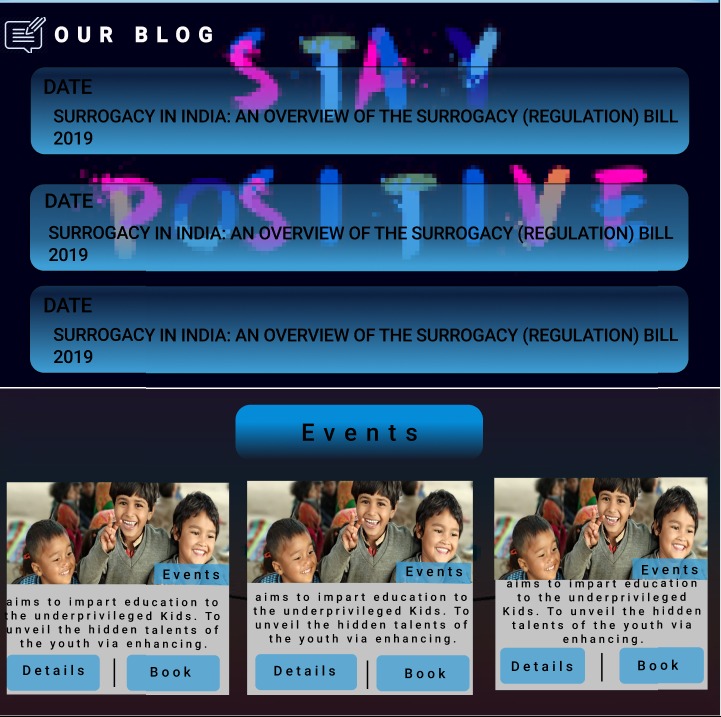 OUR BLOG
STAY
DATE
SURROGACY IN INDIA: AN OVERVIEW OF THE SURROGACY (REGULATION) BILL
2019
POSITIVE
DATE
SURROGACY IN INDIA: AN OVERVIEW OF THE SURROGACY (REGULATION) BILL
2019
DATE
SURROGACY IN INDIA: AN OVERVIEW OF THE SURROGACY (REGULATION) BILL
2019
Events
Events
aims to impart education to
the underprivileged Kids. To
unveil the hidden talents of
the youth via enhancing.
Details | Book
Events
aims to impart education to
the underprivileged Kids. To
unveil the hidden talents of
the youth via enhancing.
Details | Book
Events
aims to impart education
to the underprivileged
Kids. To unveil the hidden
talents of the youth via
enhancing.
Details | Book